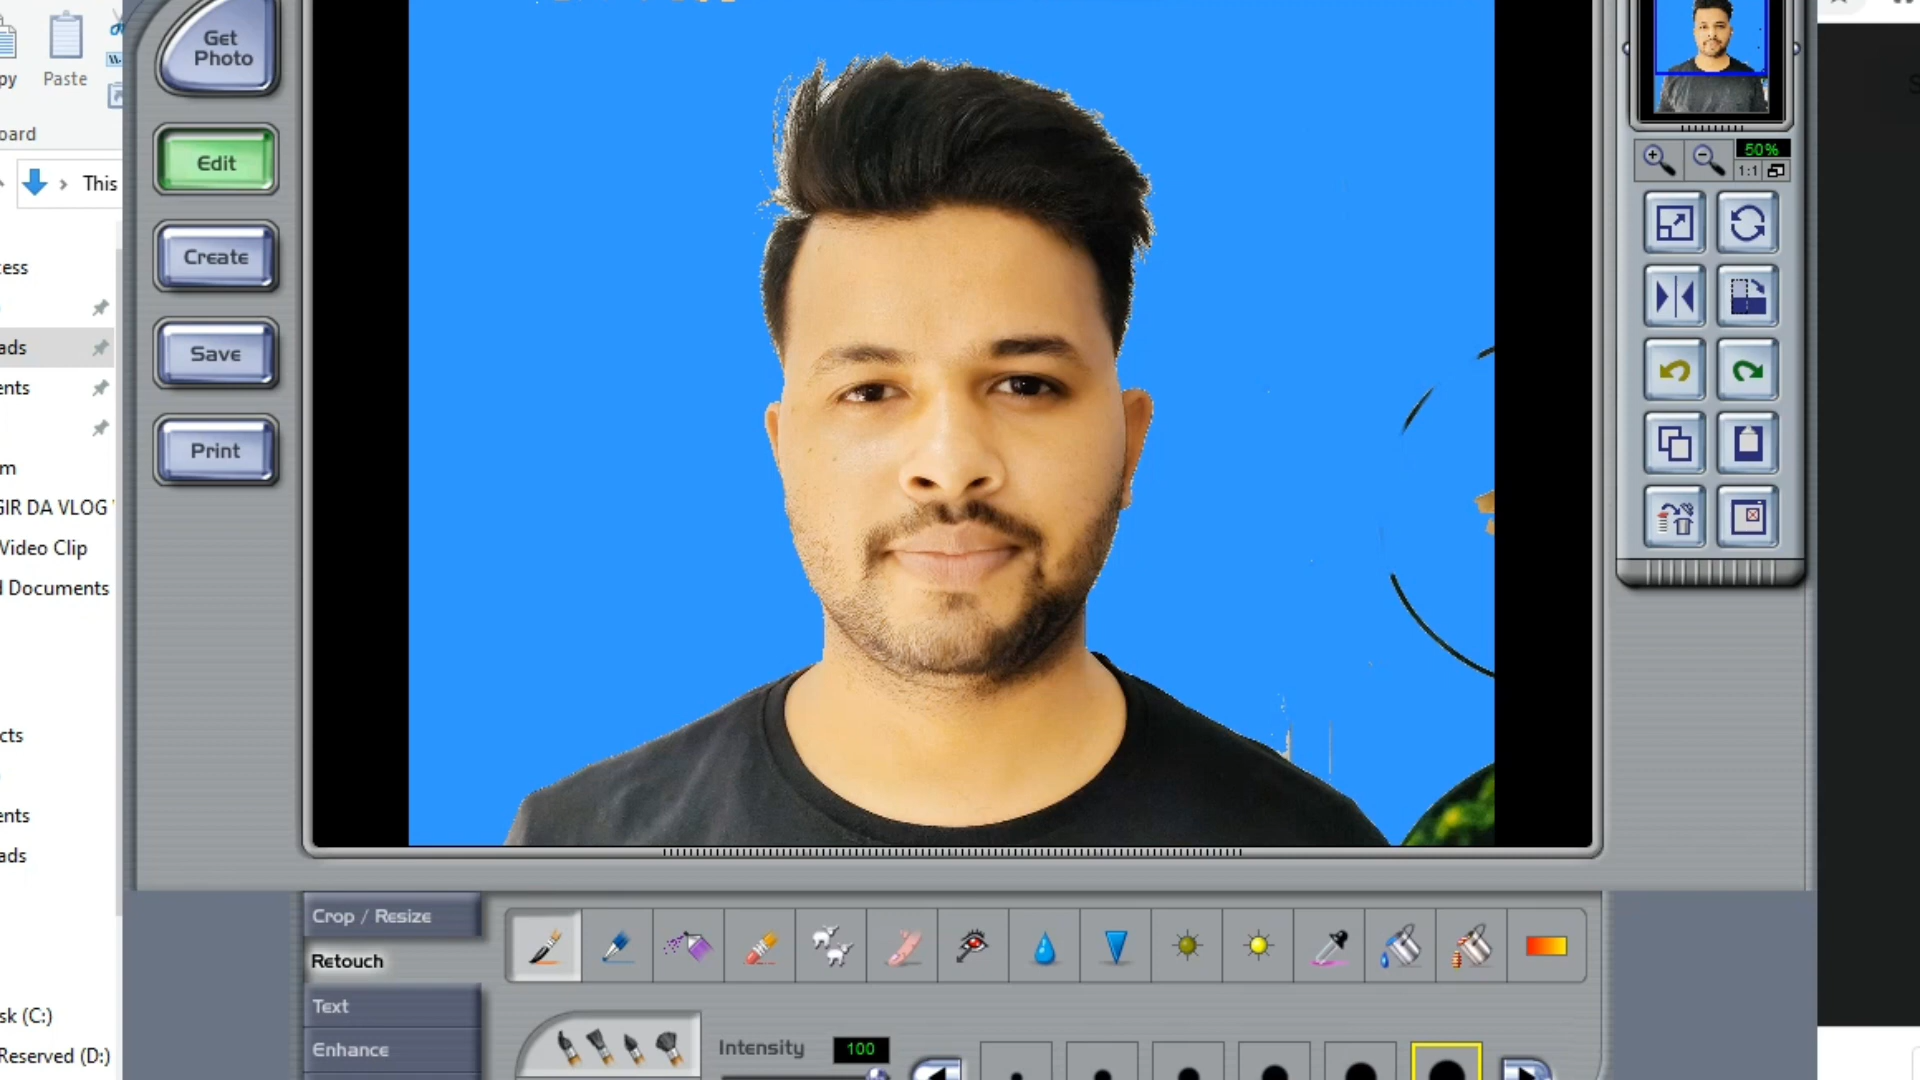 Get
Photo
Edit
Create
Save
Print
py
Paste
oard
This
cess
ads
ents
m
GIR DA VLOG
Video Clip
d Documents
cts
ents
ads
sk (C:)
Reserved (D:)
50%
1:1
Crop / Resize
Retouch
Text
Enhance
Intensity
100